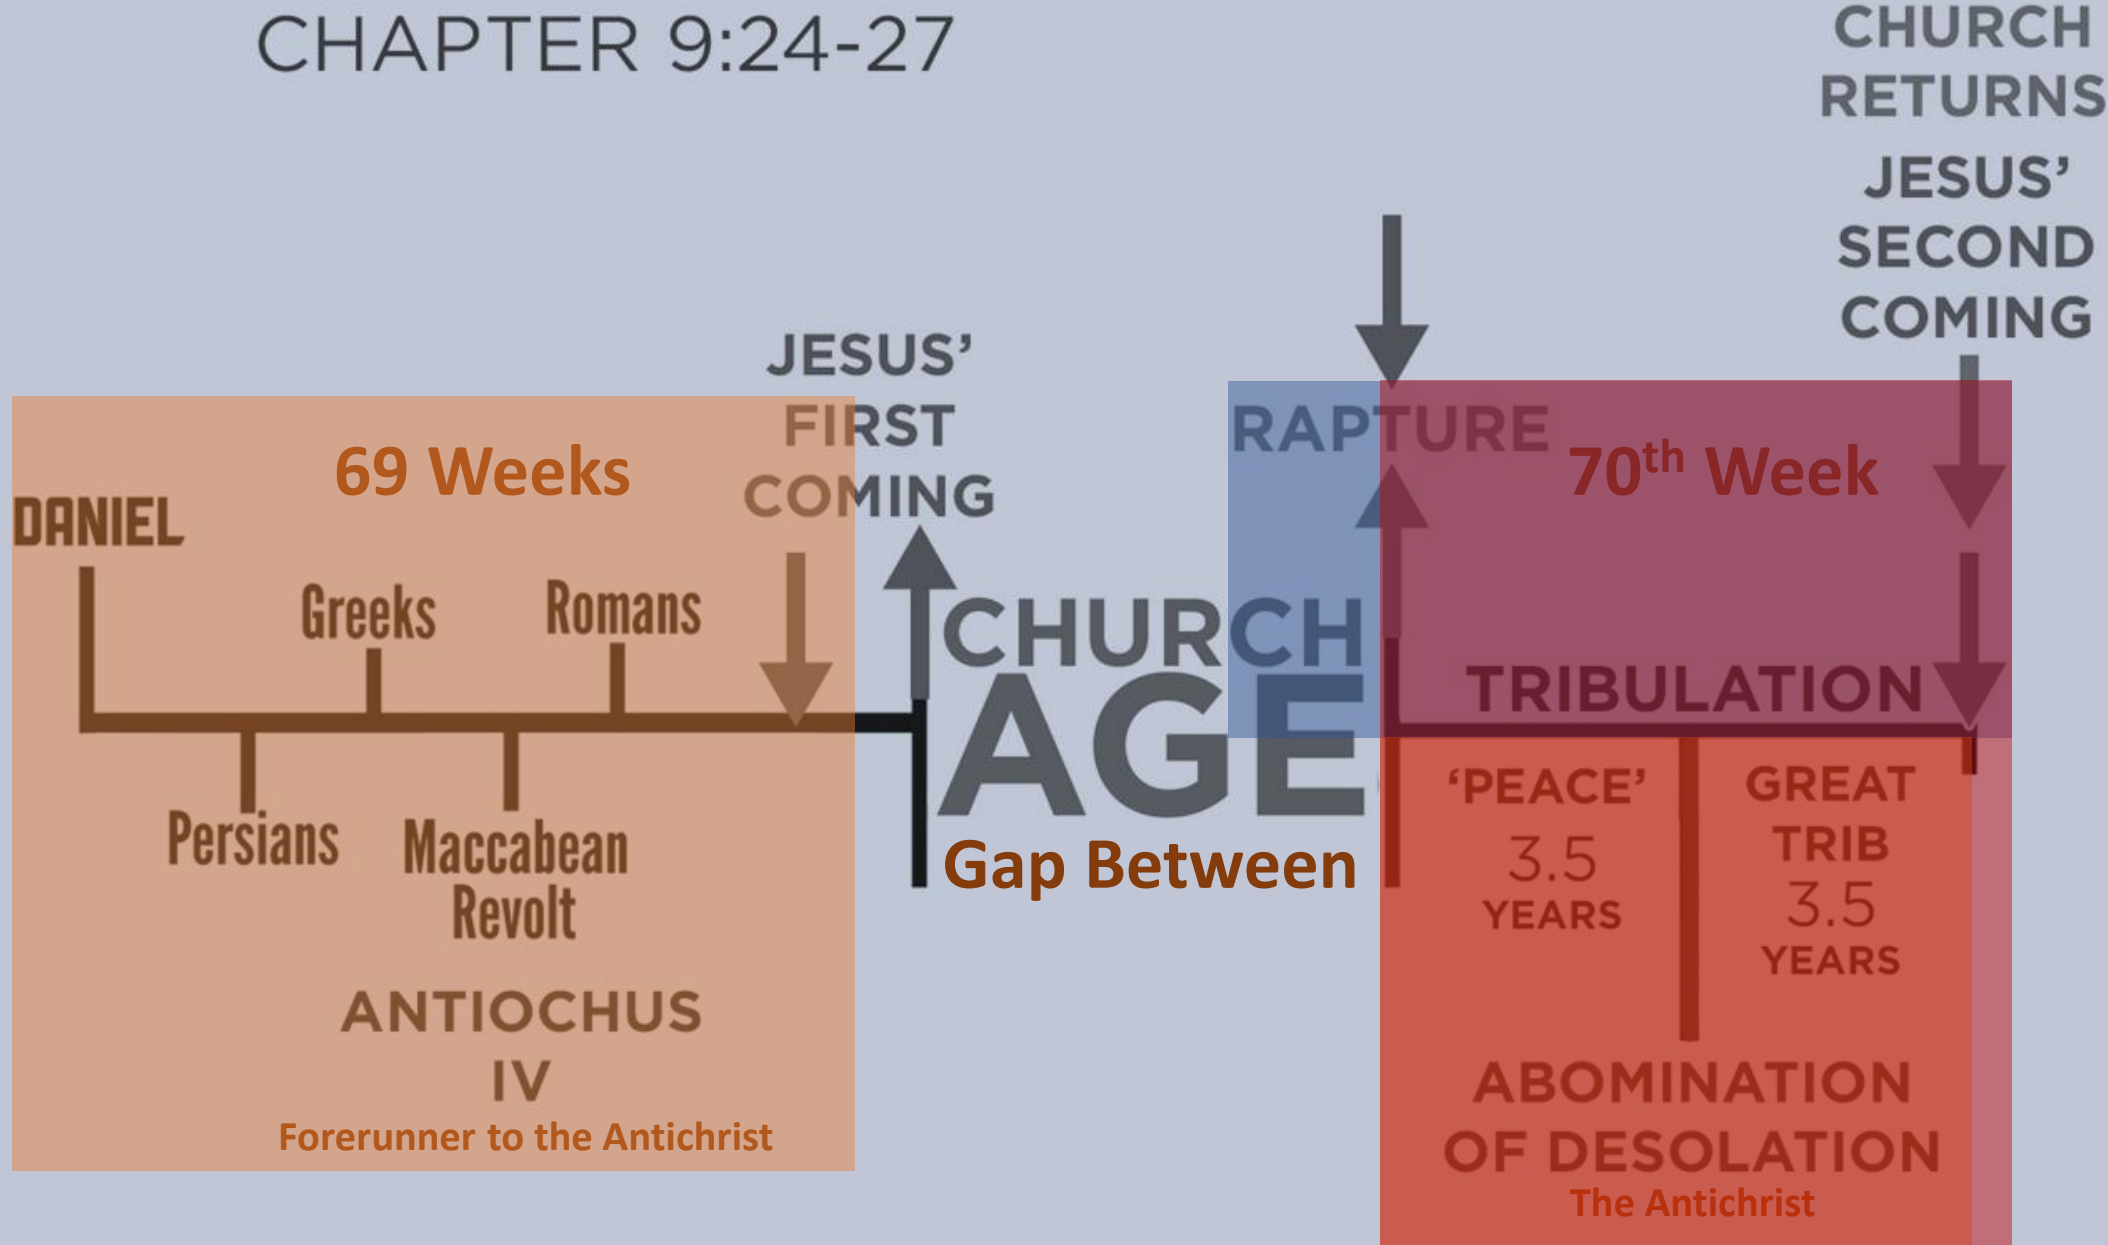 CHAPTER 9:24-27
CHURCH
RETURNS
JESUS’
SECOND
COMING
JESUS’
FIRST
COMING
RAPTURE
69 Weeks
70th Week
DANIEL
Greeks
Romans
Persians
Maccabean
Revolt
ANTIOCHUS
IV
Forerunner to the Antichrist
CHURCH
AGE
Gap Between
TRIBULATION
‘PEACE’
3.5
YEARS
GREAT
TRIB
3.5
YEARS
ABOMINATION
OF DESOLATION
The Antichrist